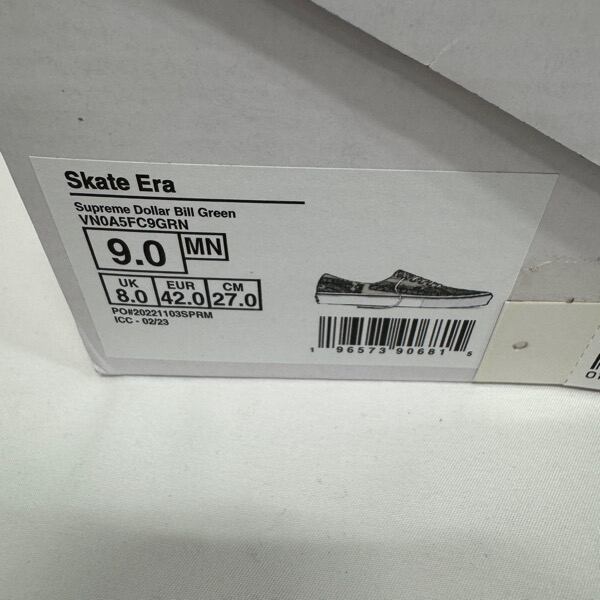 Skate Era
Supreme Dollar Bill Green
VN0A5FC9GRN
9.0 MN
UK EUR CM
8.0 42.0 27.0
PO#20221103SPRM
ICC - 02/23
1 96573 90681 5